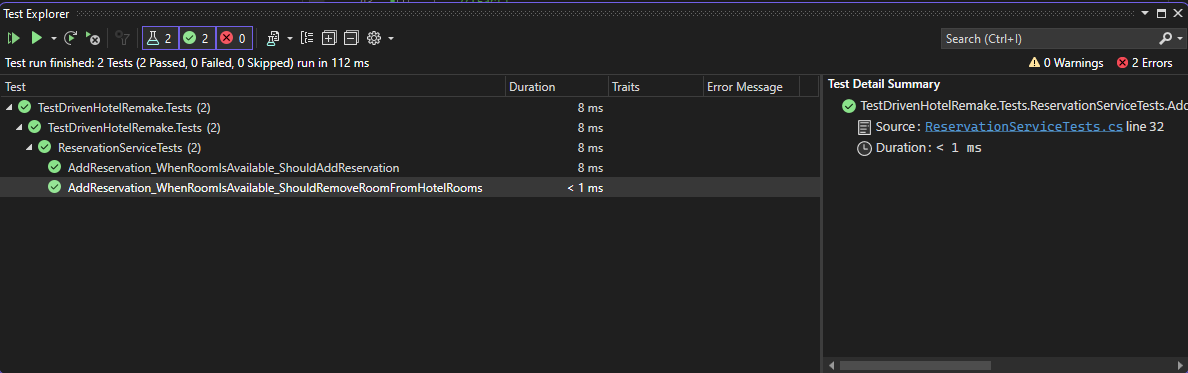 Test Explorer
2 2 0 Search (Ctrl+I)
Test run finished: 2 Tests (2 Passed, 0 Failed, 0 Skipped) run in 112 ms 0 Warnings 2 Errors
Test Duration Traits Error Message Test Detail Summary
TestDrivenHotelRemake.Tests (2) 8 ms TestDrivenHotelRemake.Tests.ReservationServiceTests.Add
TestDrivenHotelRemake.Tests (2) 8 ms Source: ReservationServiceTests.cs line 32
ReservationServiceTests (2) 8 ms Duration: < 1 ms
AddReservation_WhenRoomIsAvailable_ShouldAddReservation 8 ms
AddReservation_WhenRoomIsAvailable_ShouldRemoveRoomFromHotelRooms < 1 ms